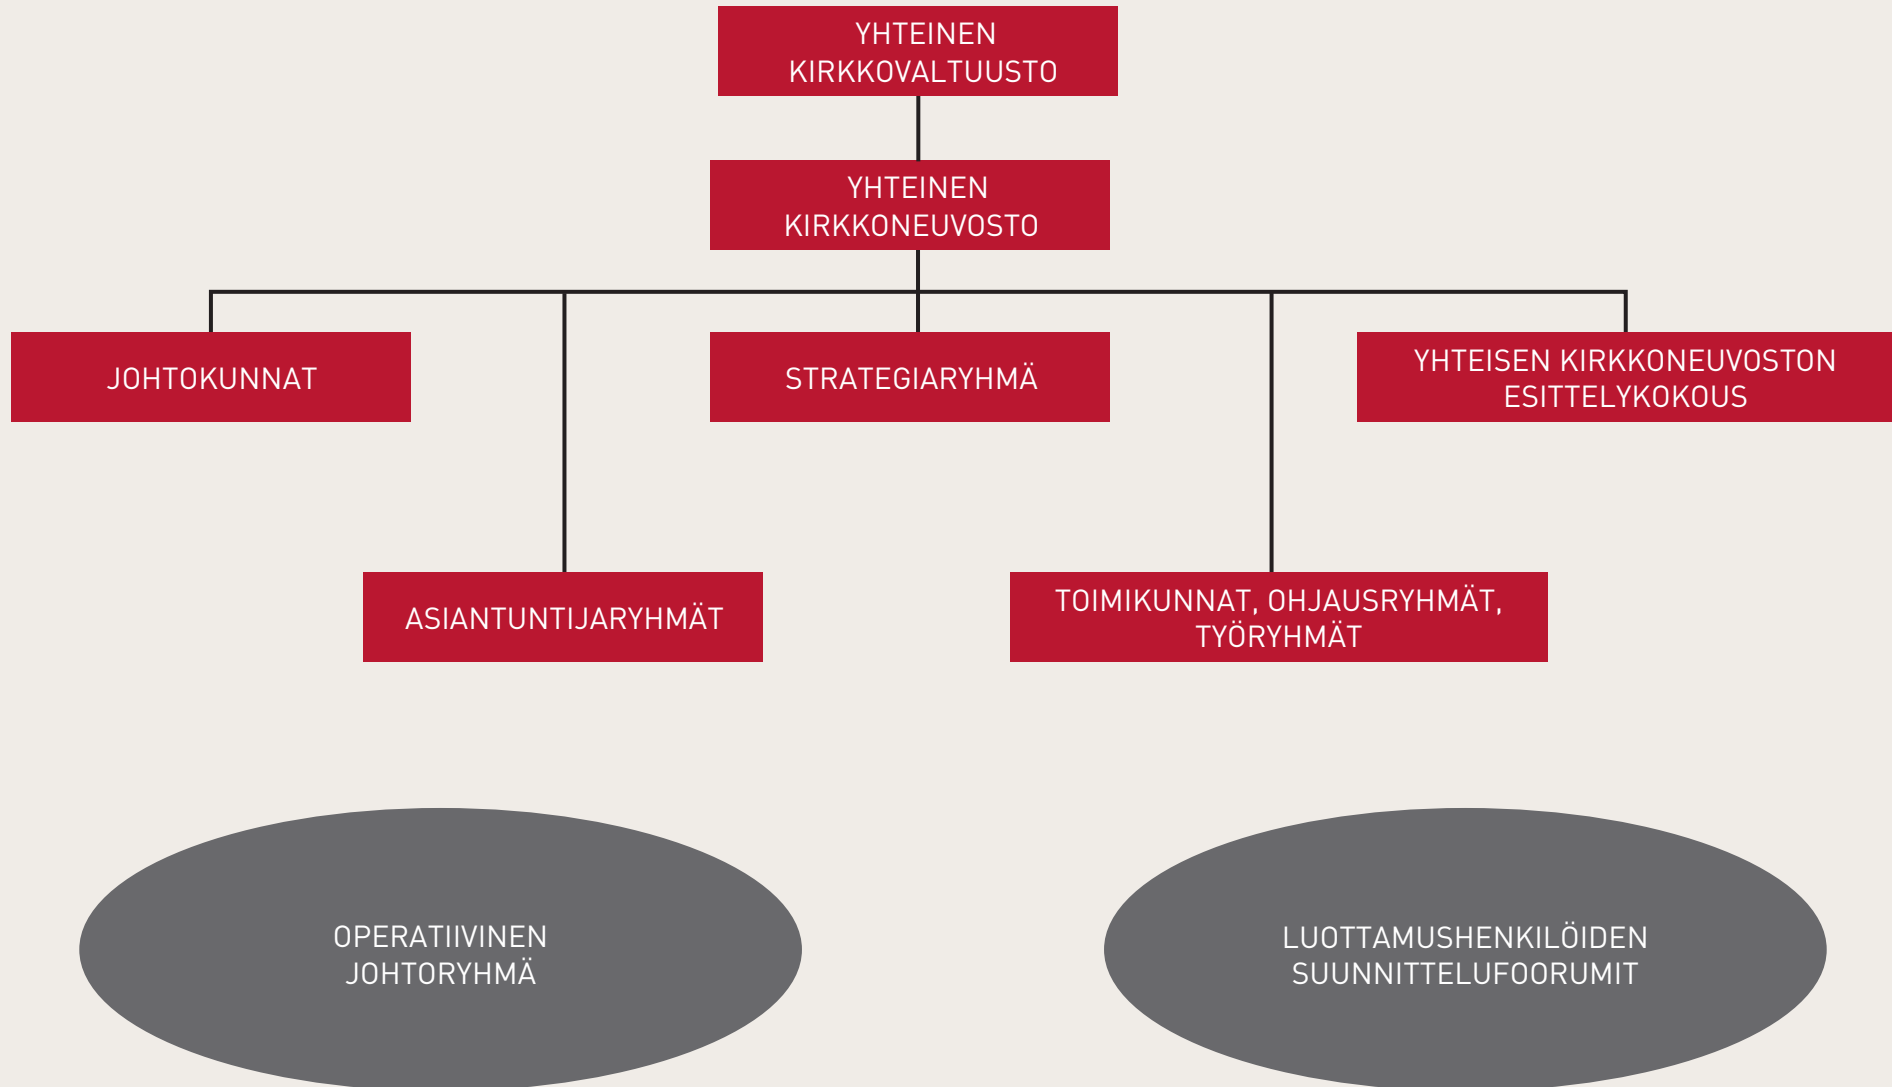 YHTEINEN
KIRKKOVALTUUSTO
YHTEINEN
KIRKKONEUVOSTO
JOHTOKUNNAT
STRATEGIARYHMÄ
YHTEISEN KIRKKONEUVOSTON
ESITTELYKOKOUS
ASIANTUNTIJARYHMÄT
TOIMIKUNNAT, OHJAUSRYHMÄT,
TYÖRYHMÄT
OPERATIIVINEN
JOHTORYHMÄ
LUOTTAMUSHENKILÖIDEN
SUUNNITTELUFOORUMIT